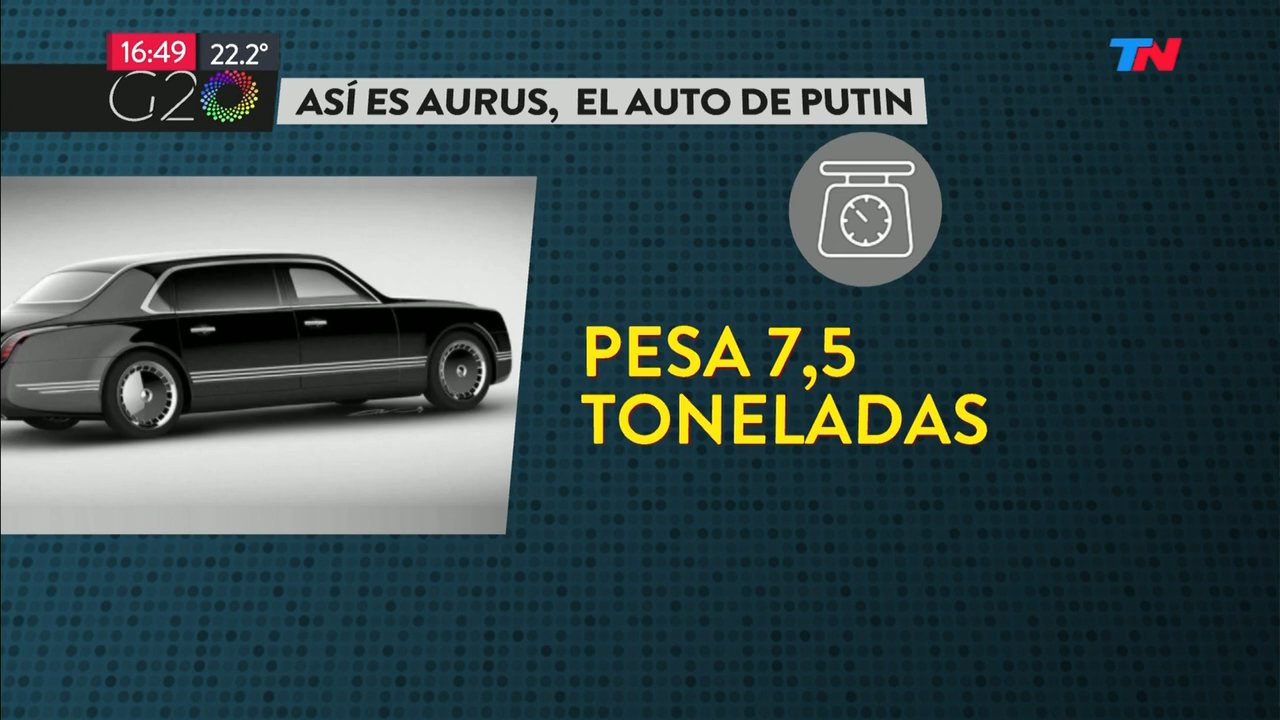 16:49 22.2°
TN
G20
ASÍ ES AURUS, EL AUTO DE PUTIN
PESA 7,5
TONELADAS